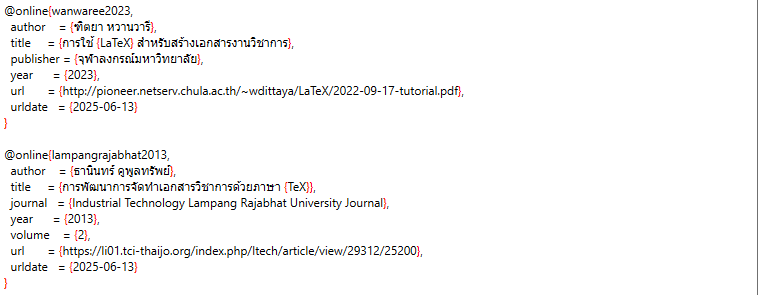 @online{wanwaree2023,
author = {ฑิตยา หวานวารี},
title = {การใช้ {LaTeX} สำหรับสร้างเอกสารงานวิชาการ},
publisher = {จุฬาลงกรณ์มหาวิทยาลัย},
year = {2023},
url = {http://pioneer.netserv.chula.ac.th/~wdittaya/LaTeX/2022-09-17-tutorial.pdf},
urldate = {2025-06-13}
}
@online{lampangrajabhat2013,
author = {ธานินทร์ คูพูลทรัพย์},
title = {การพัฒนาการจัดทำเอกสารวิชาการด้วยภาษา {TeX}},
journal = {Industrial Technology Lampang Rajabhat University Journal},
year = {2013},
volume = {2},
url = {https://li01.tci-thaijo.org/index.php/ltech/article/view/29312/25200},
urldate = {2025-06-13}
}